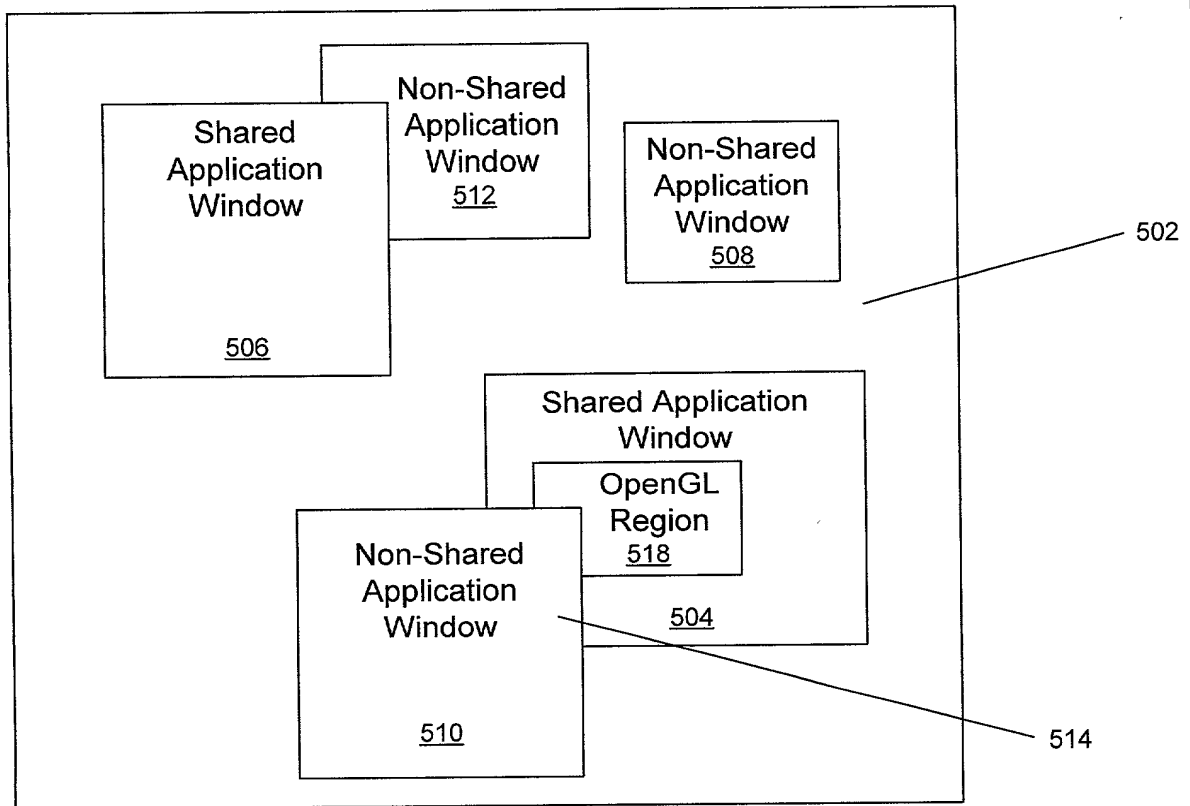 Non-Shared
Application
Window
512
Shared
Application
Window
506
Non-Shared
Application
Window
508
502
Shared Application
Window
OpenGL
Region
518
504
Non-Shared
Application
Window
510
514